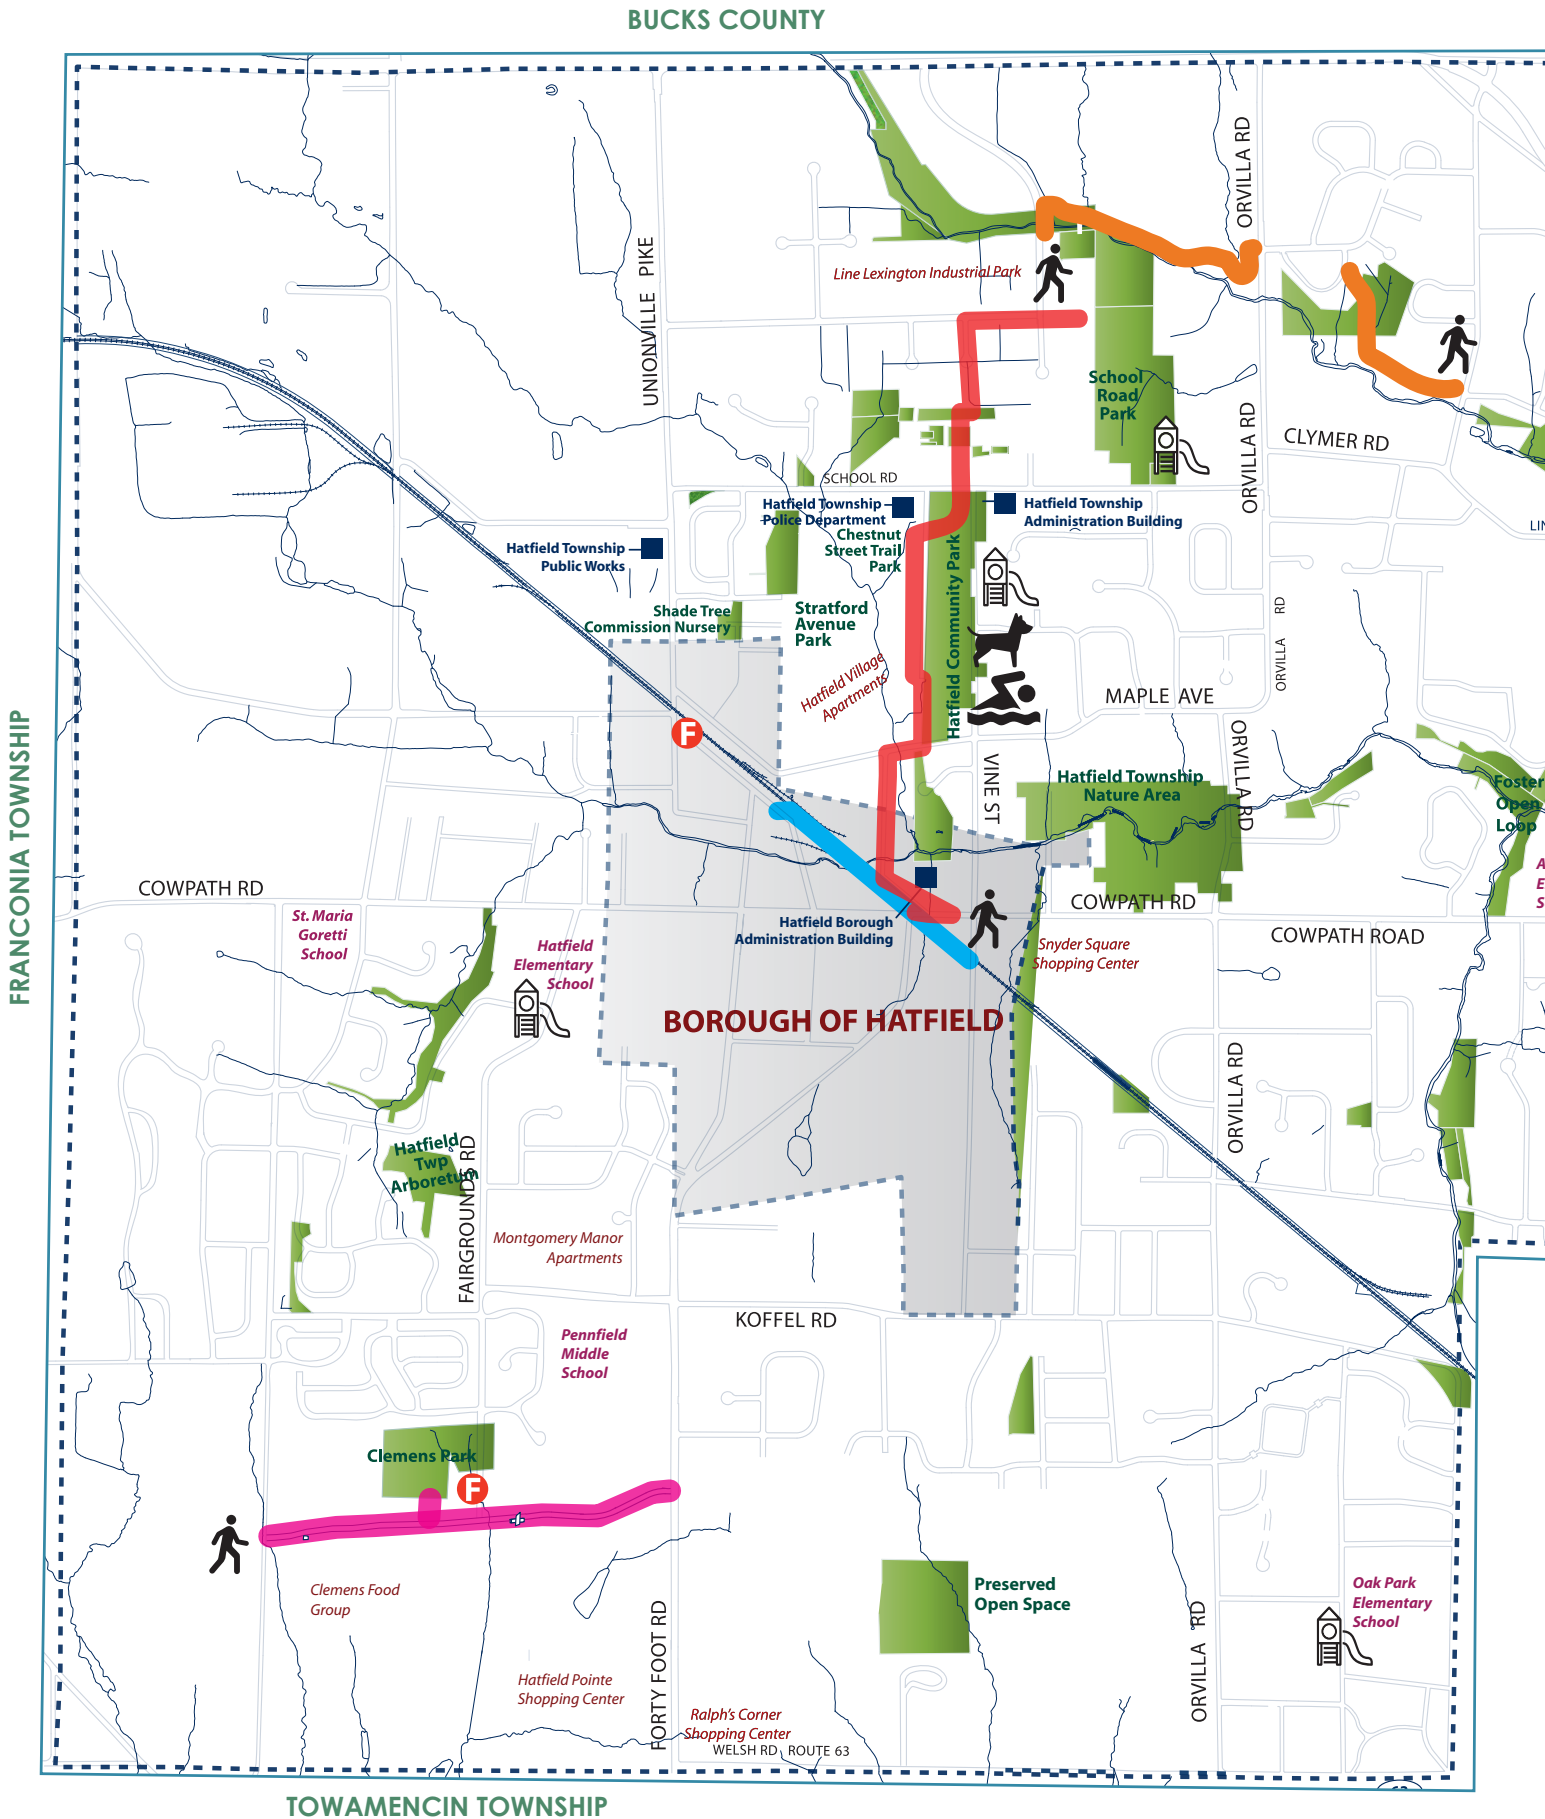 BUCKS COUNTY
ORVILLA RD
UNIONVILLE PIKE
Line Lexington Industrial Park
School
Road
Park
ORVILLA RD
CLYMER RD
SCHOOL RD
Hatfield Township
Police Department
Hatfield Township
Administration Building
LIN
Chestnut
Street Trail
Park
Hatfield Township
Public Works
Hatfield Community Park
Shade Tree
Commission Nursery
Stratford
Avenue
Park
ORVILLA RD
Hatfield Village
Apartments
MAPLE AVE
FRANCONIA TOWNSHIP
F
VINE ST
ORVILLA RD
Hatfield Township
Nature Area
Foster
Open
Loop
A
E
S
COWPATH RD
COWPATH RD
St. Maria
Goretti
School
Hatfield
Elementary
School
Hatfield Borough
Administration Building
Snyder Square
Shopping Center
COWPATH ROAD
BOROUGH OF HATFIELD
ORVILLA RD
Hatfield
Twp
Arboretum
FAIRGROUNDS RD
Montgomery Manor
Apartments
KOFFEL RD
Pennfield
Middle
School
Clemens Park
F
Clemens Food
Group
Preserved
Open Space
Oak Park
Elementary
School
FORTY FOOT RD
ORVILLA RD
Hatfield Pointe
Shopping Center
Ralph's Corner
Shopping Center
WELSH RD ROUTE 63
TOWAMENCIN TOWNSHIP